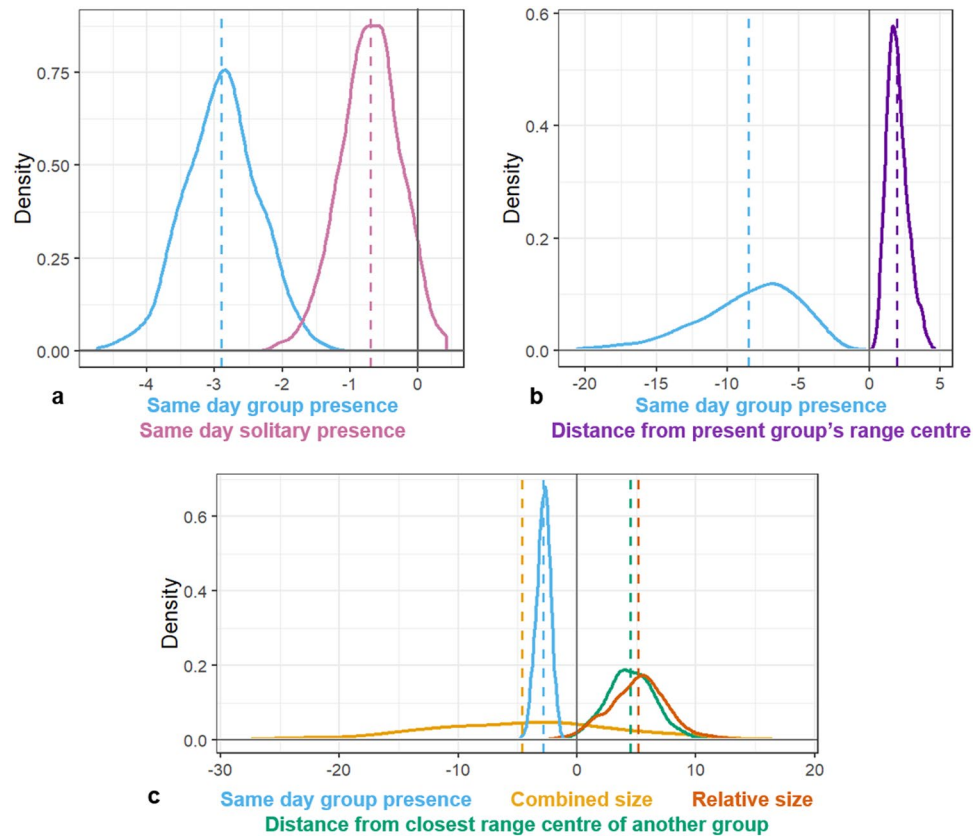 Density
0.75
0.50
0.25
0.00
-4 -3 -2 -1 0
a
Same day group presence
Same day solitary presence
Density
0.6
0.4
0.2
0.0
-20 -15 -10 -5 0 5
b
Same day group presence
Distance from present group's range centre
Density
0.6
0.4
0.2
0.0
-30 -20 -10 0 10 20
c
Same day group presence Combined size Relative size
Distance from closest range centre of another group